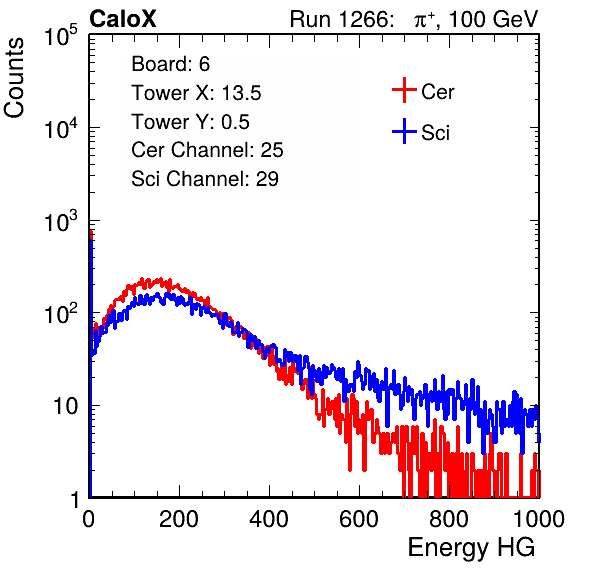 CaloX Run 1266: π⁺, 100 GeV
Counts
10⁵
10⁴
10³
10²
10
1
Board: 6
Tower X: 13.5
Tower Y: 0.5
Cer Channel: 25
Sci Channel: 29
Cer
Sci
0 200 400 600 800 1000
Energy HG